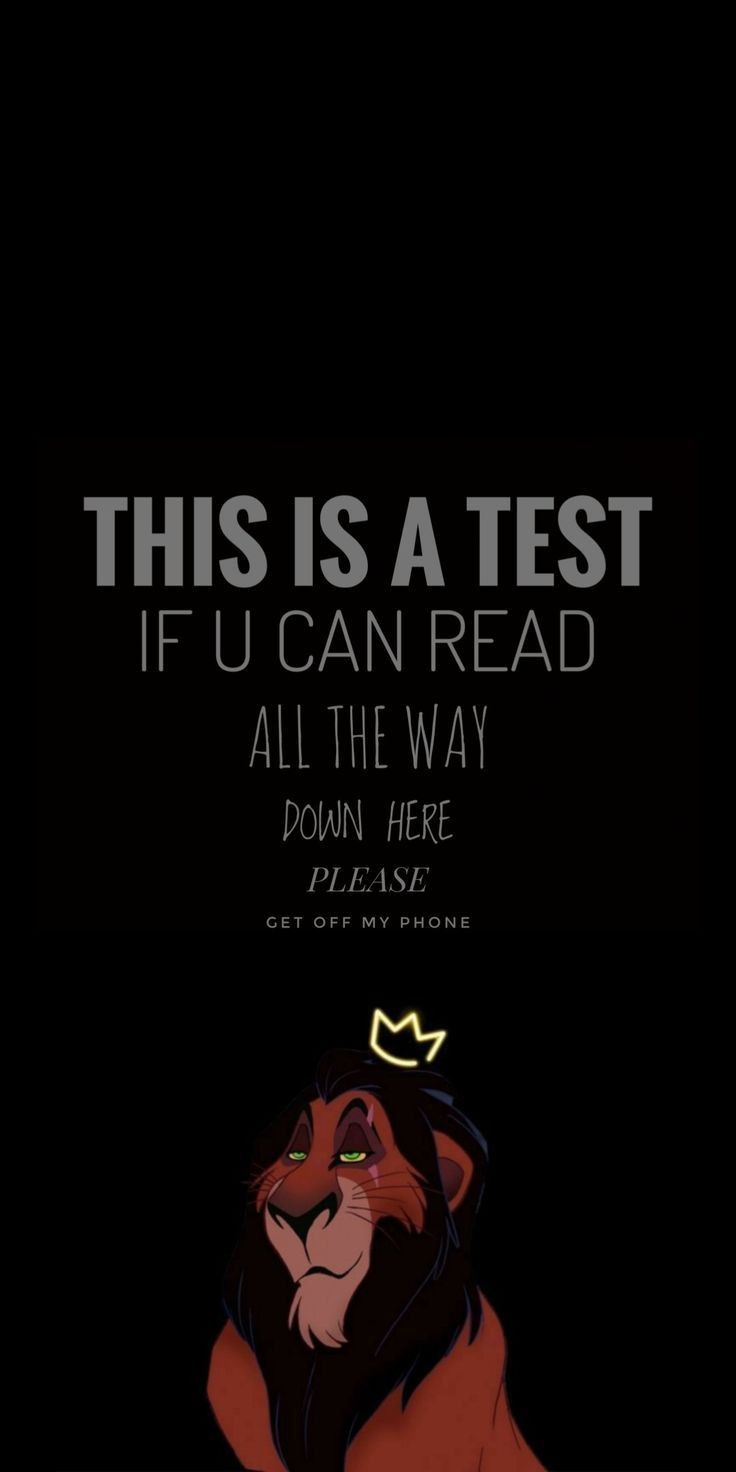 THIS IS A TEST
IF U CAN READ
ALL THE WAY
DOWN HERE
PLEASE
GET OFF MY PHONE